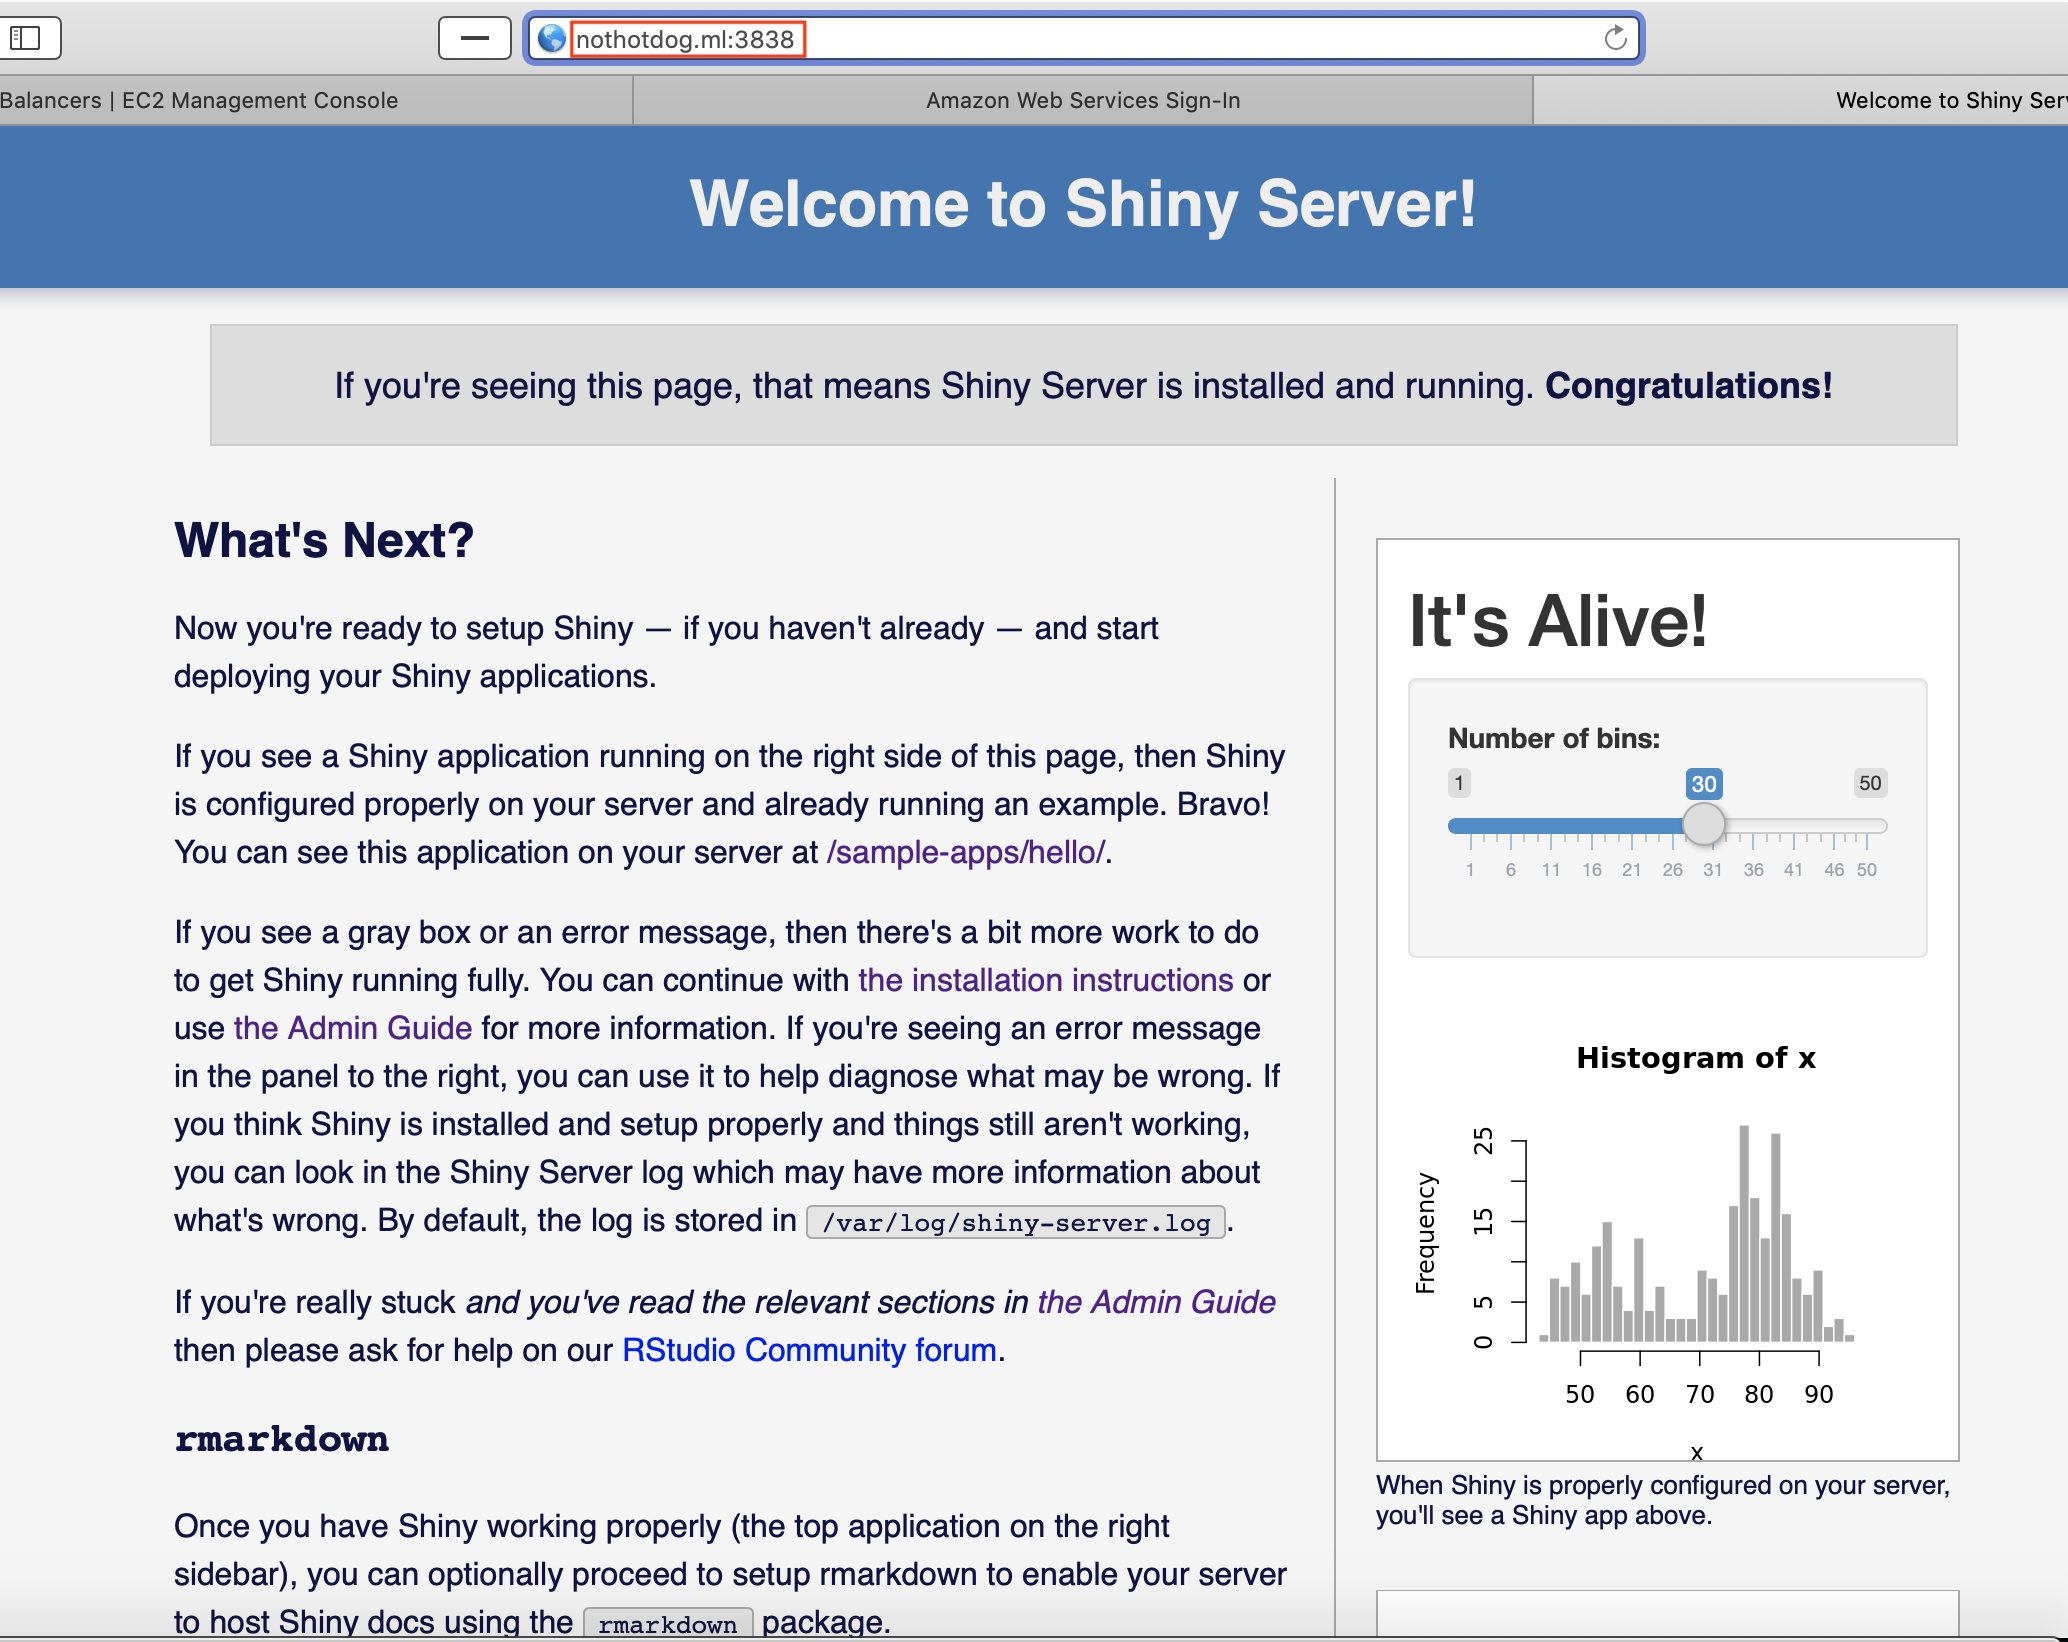 nothotdog.ml:3838
Balancers | EC2 Management Console
Amazon Web Services Sign-In
Welcome to Shiny Ser
Welcome to Shiny Server!
If you're seeing this page, that means Shiny Server is installed and running. Congratulations!
What's Next?
Now you're ready to setup Shiny — if you haven't already — and start
deploying your Shiny applications.
If you see a Shiny application running on the right side of this page, then Shiny
is configured properly on your server and already running an example. Bravo!
You can see this application on your server at /sample-apps/hello/.
If you see a gray box or an error message, then there's a bit more work to do
to get Shiny running fully. You can continue with the installation instructions or
use the Admin Guide for more information. If you're seeing an error message
in the panel to the right, you can use it to help diagnose what may be wrong. If
you think Shiny is installed and setup properly and things still aren't working,
you can look in the Shiny Server log which may have more information about
what's wrong. By default, the log is stored in /var/log/shiny-server.log.
If you're really stuck and you've read the relevant sections in the Admin Guide
then please ask for help on our RStudio Community forum.
rmarkdown
Once you have Shiny working properly (the top application on the right
sidebar), you can optionally proceed to setup rmarkdown to enable your server
to host Shiny docs using the rmarkdown package.
It's Alive!
Number of bins:
1 30 50
1 6 11 16 21 26 31 36 41 46 50
Histogram of x
Frequency
25
15
5
0
50 60 70 80 90
x
When Shiny is properly configured on your server,
you'll see a Shiny app above.